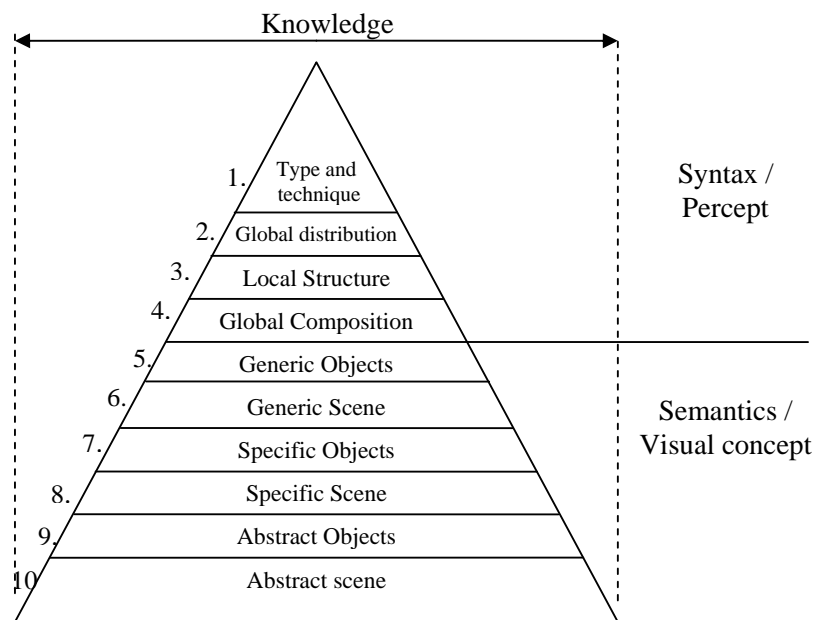 Knowledge
1.
Type and
technique
2.
Global distribution
3.
Local Structure
4.
Global Composition
Syntax /
Percept
5.
Generic Objects
6.
Generic Scene
7.
Specific Objects
8.
Specific Scene
9.
Abstract Objects
10
Abstract scene
Semantics /
Visual concept